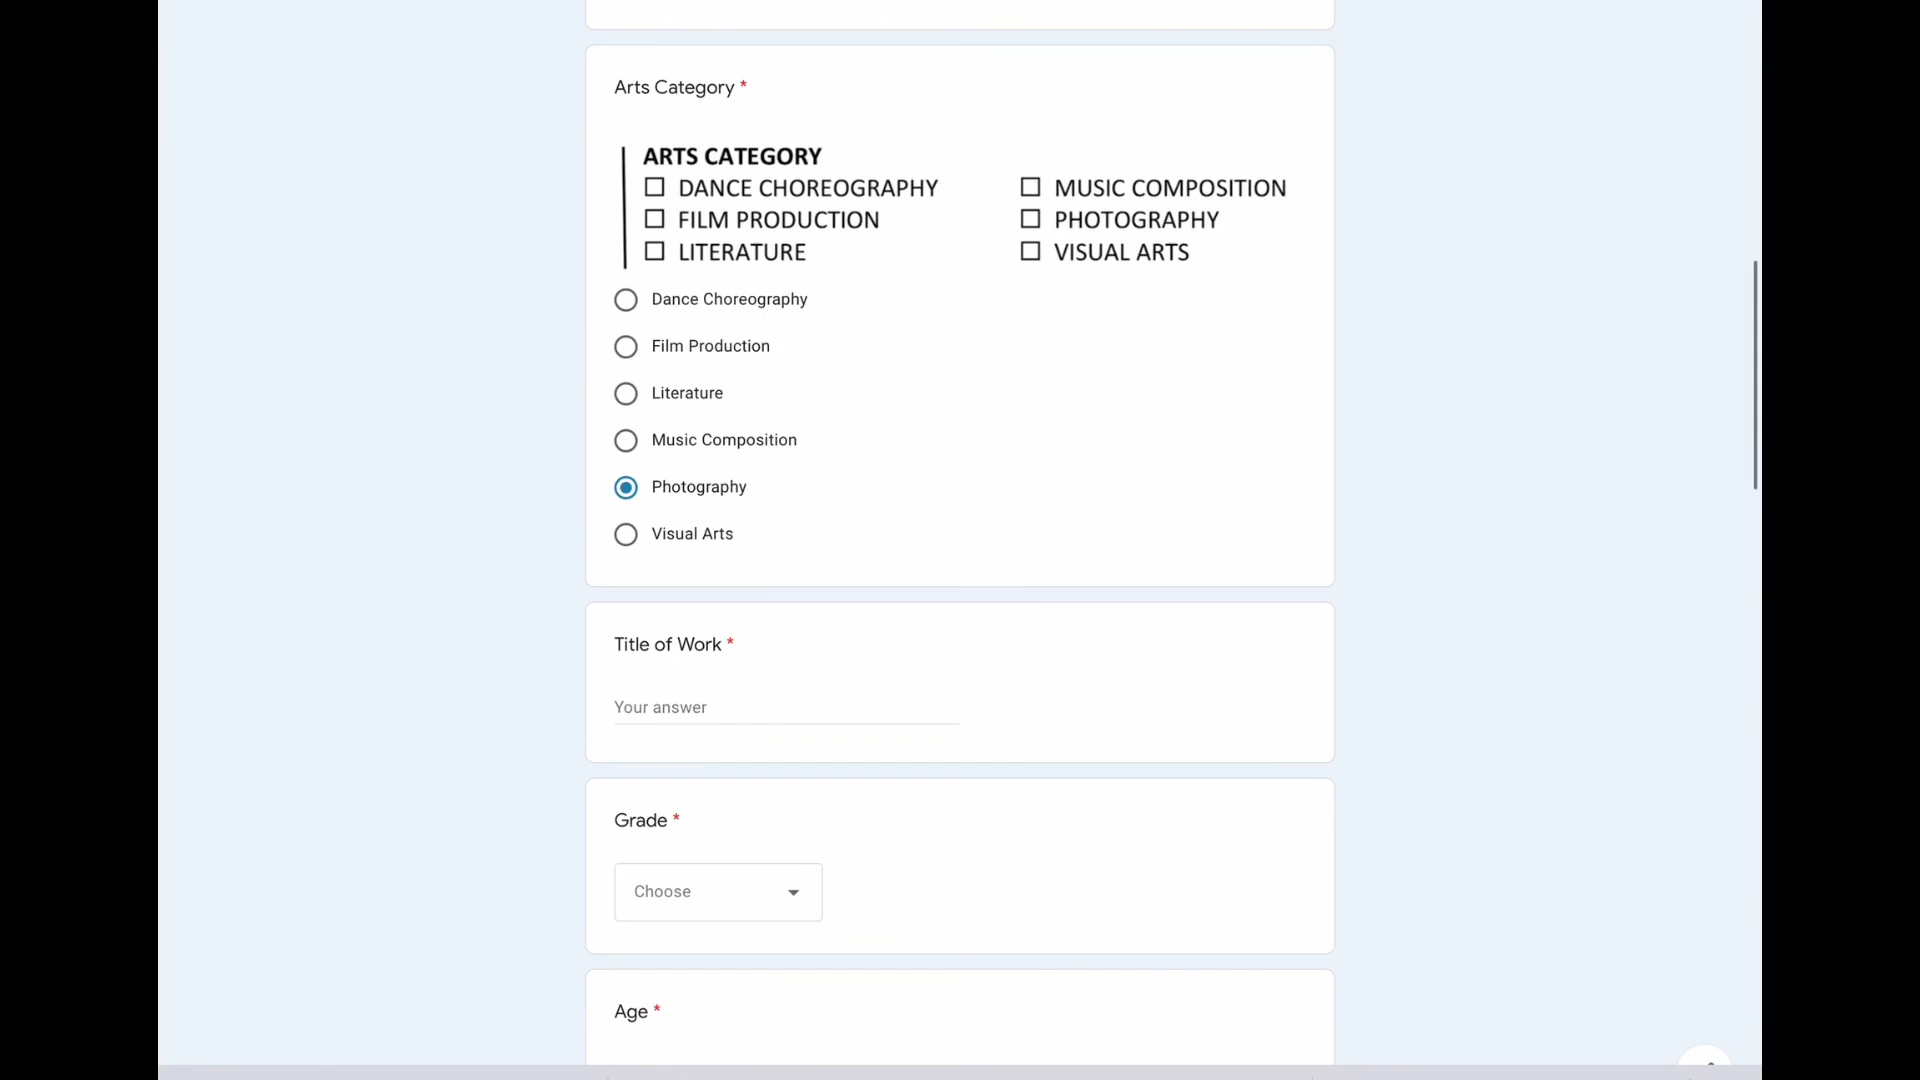 Arts Category *
ARTS CATEGORY
DANCE CHOREOGRAPHY MUSIC COMPOSITION
FILM PRODUCTION PHOTOGRAPHY
LITERATURE VISUAL ARTS
Dance Choreography
Film Production
Literature
Music Composition
Photography
Visual Arts
Title of Work *
Your answer
Grade *
Choose
Age *